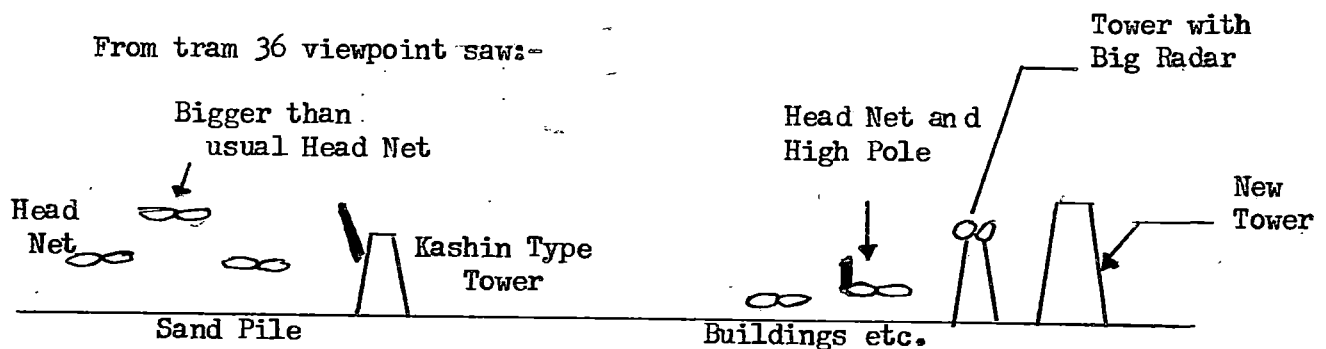 From tram 36 viewpoint saw:-
Tower with
Big Radar
Bigger than
usual Head Net
Head Net and
High Pole
Head
Net
New
Tower
Kashin Type
Tower
Sand Pile
Buildings etc.